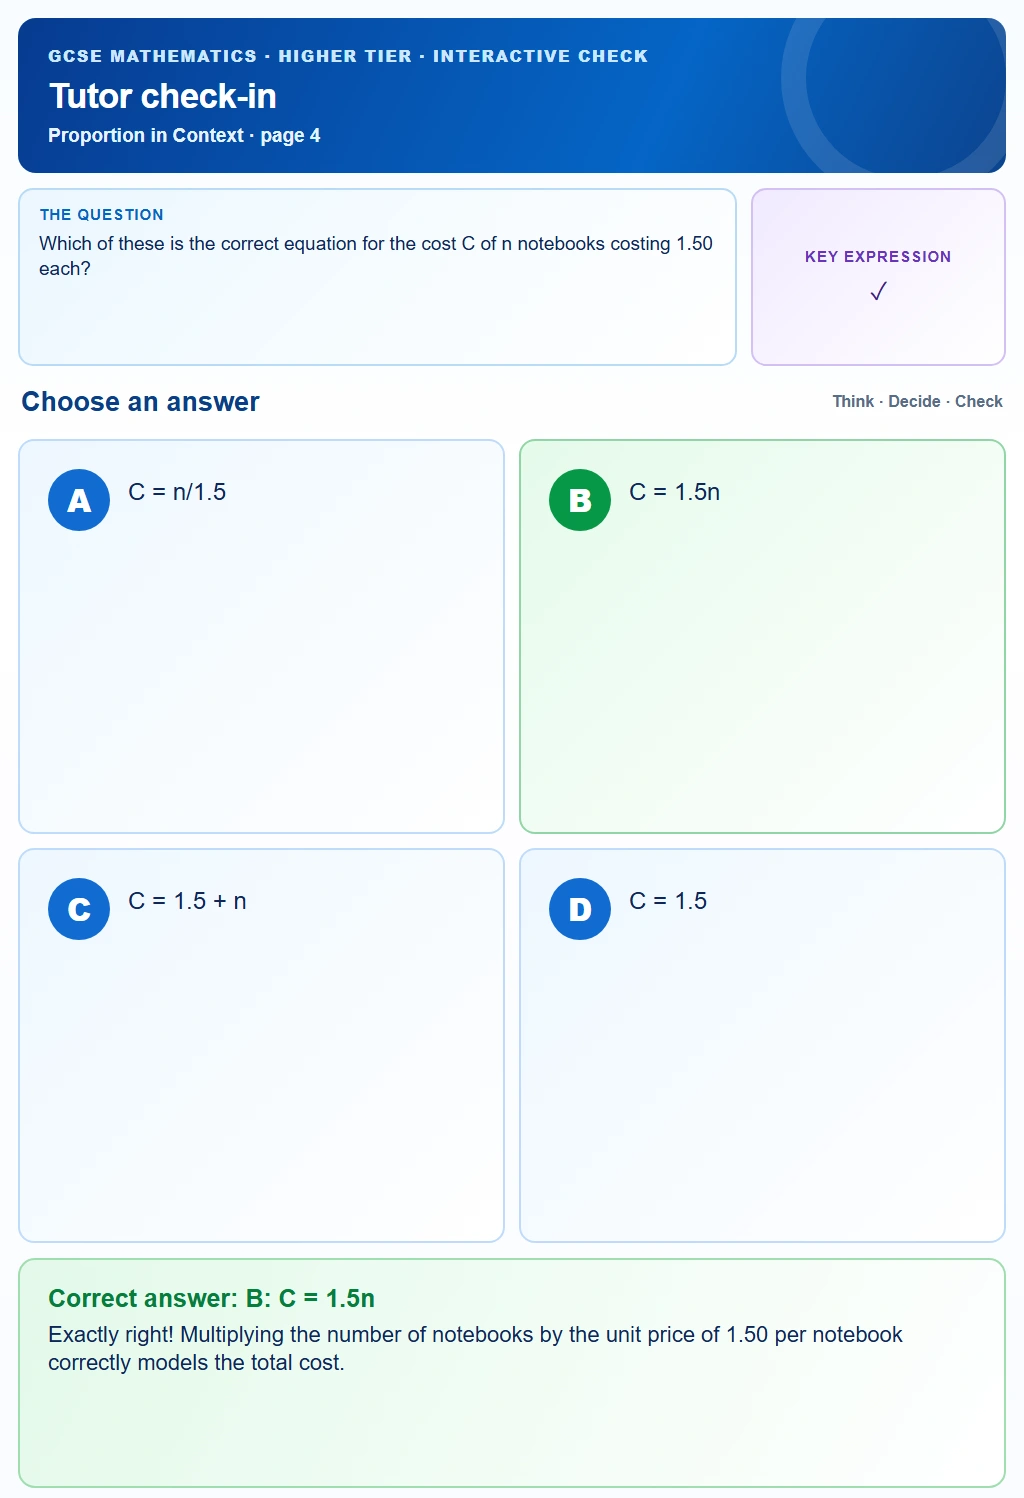 GCSE MATHEMATICS · HIGHER TIER · INTERACTIVE CHECK
Tutor check-in
Proportion in Context · page 4
THE QUESTION
Which of these is the correct equation for the cost C of n notebooks costing 1.50
each?
KEY EXPRESSION
✓
Choose an answer
Think · Decide · Check
A
C = n/1.5
B
C = 1.5n
C
C = 1.5 + n
D
C = 1.5
Correct answer: B: C = 1.5n
Exactly right! Multiplying the number of notebooks by the unit price of 1.50 per notebook
correctly models the total cost.